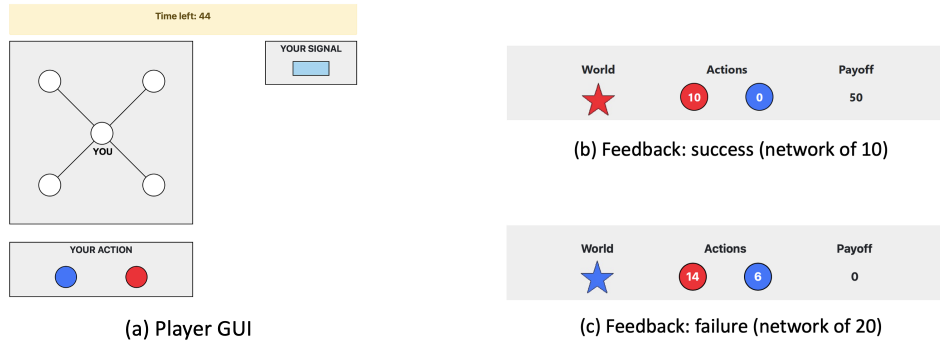 Time left: 44
YOUR SIGNAL
YOU
YOUR ACTION
(a) Player GUI
World Actions Payoff
10 0 50
(b) Feedback: success (network of 10)
World Actions Payoff
14 6 0
(c) Feedback: failure (network of 20)